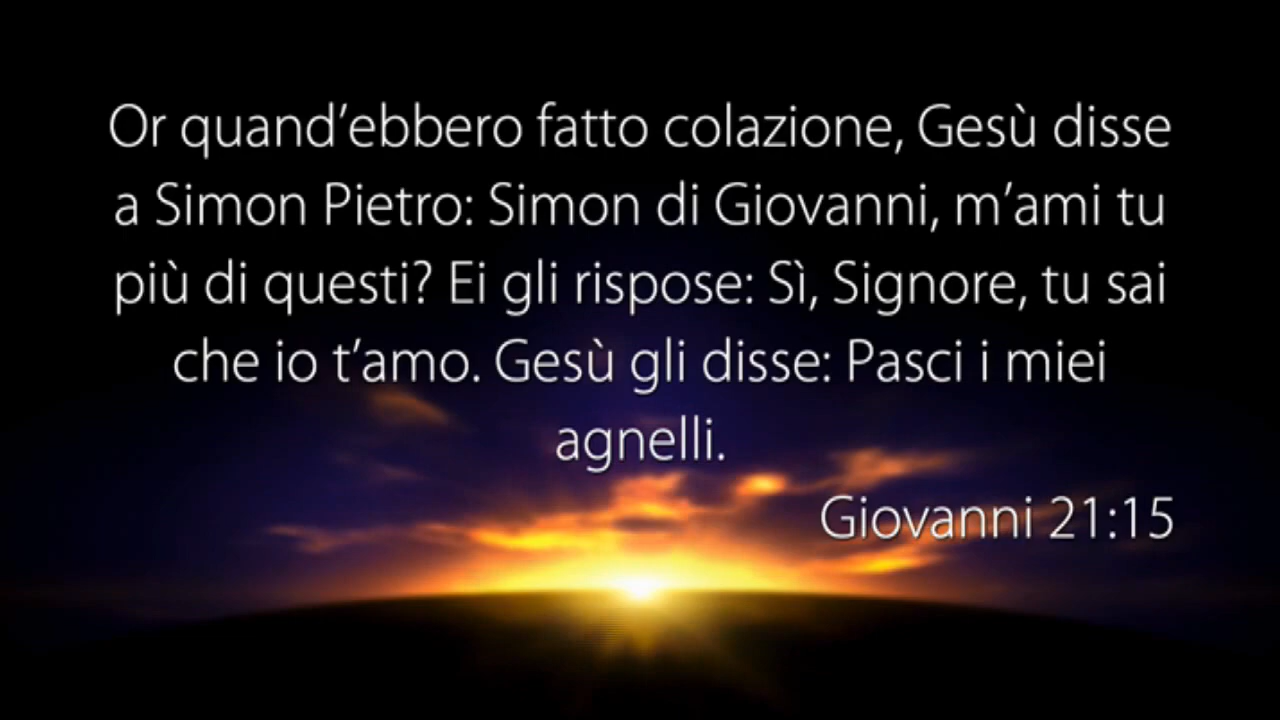 Or quand’ebbero fatto colazione, Gesù disse
a Simon Pietro: Simon di Giovanni, m’ami tu
più di questi? Ei gli rispose: Sì, Signore, tu sai
che io t’amo. Gesù gli disse: Pasci i miei
agnelli.
Giovanni 21:15